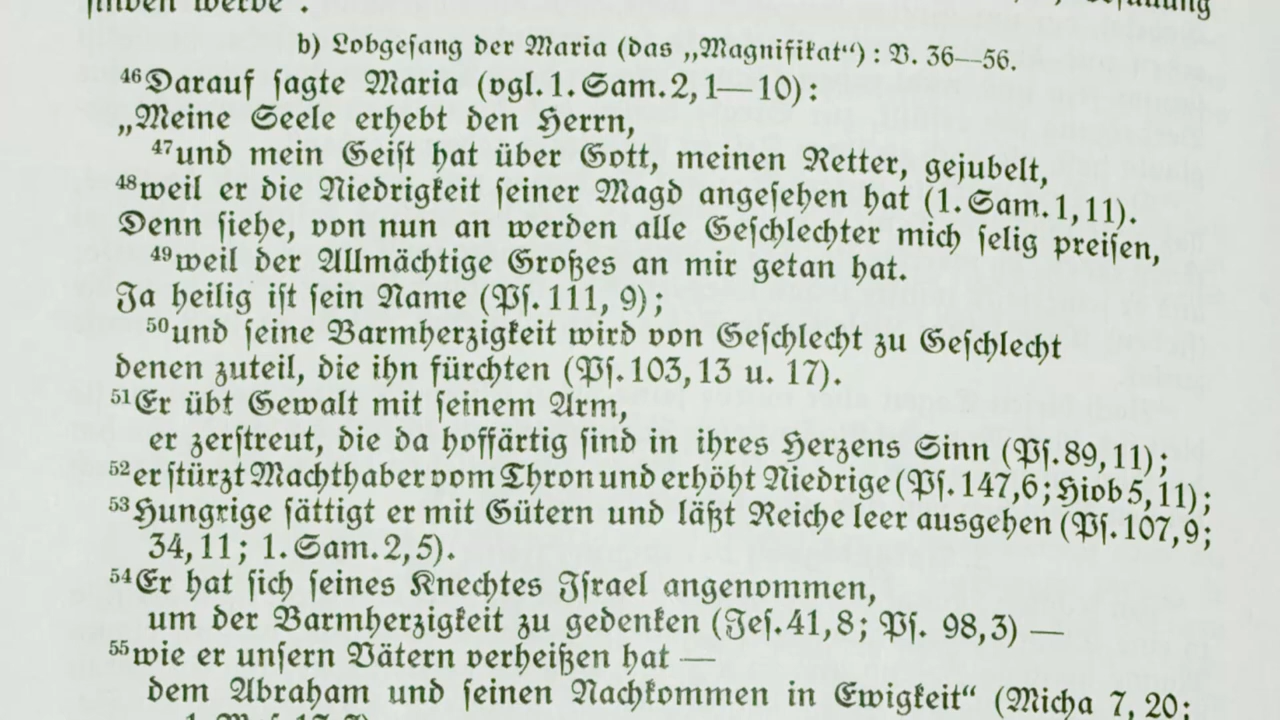 finden werde".
b) Lobgesang der Maria (das „Magnifikat“): V. 36—56.
46Darauf sagte Maria (vgl. 1. Sam. 2, 1—10):
„Meine Seele erhebt den Herrn,
47und mein Geist hat über Gott, meinen Retter, gejubelt,
48weil er die Niedrigkeit seiner Magd angesehen hat (1. Sam. 1, 11).
Denn siehe, von nun an werden alle Geschlechter mich selig preisen,
49weil der Allmächtige Großes an mir getan hat.
Ja heilig ist sein Name (Ps. 111, 9);
50und seine Barmherzigkeit wird von Geschlecht zu Geschlecht
denen zuteil, die ihn fürchten (Ps. 103, 13 u. 17).
51Er übt Gewalt mit seinem Arm,
er zerstreut, die da hoffärtig sind in ihres Herzens Sinn (Ps. 89, 11);
52er stürzt Machthaber vom Thron und erhöht Niedrige (Ps. 147, 6; Hiob 5, 11);
53Hungrige sättigt er mit Gütern und läßt Reiche leer ausgehen (Ps. 107, 9;
34, 11; 1. Sam. 2, 5).
54Er hat sich seines Knechtes Israel angenommen,
um der Barmherzigkeit zu gedenken (Jes. 41, 8; Ps. 98, 3) —
55wie er unsern Vätern verheißen hat —
dem Abraham und seinen Nachkommen in Ewigkeit“ (Micha 7, 20;